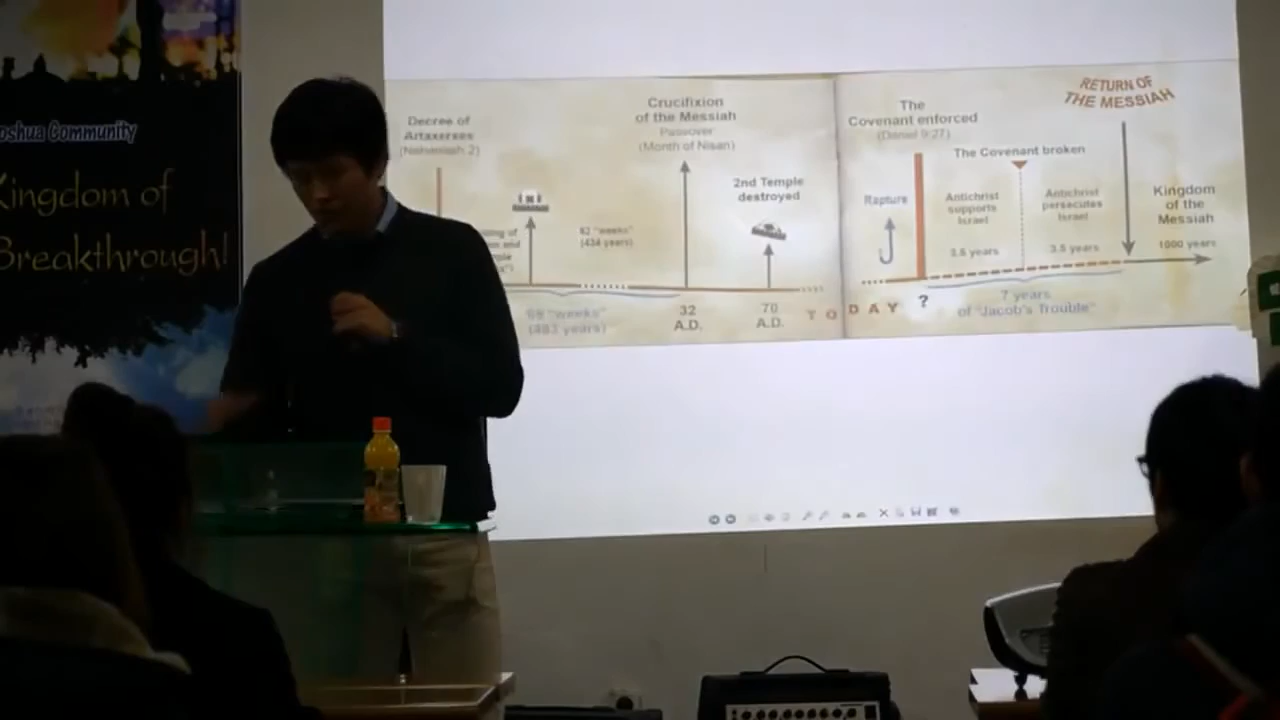 oshua Community
Kingdom of
Breakthrough!
Decree of
Artaxerxes
(Nehemiah 2)
62 "weeks"
(434 years)
69 "weeks"
(483 years)
Crucifixion
of the Messiah
Passover
(Month of Nisan)
32
A.D.
2nd Temple
destroyed
70
A.D.
TODAY
Rapture
The
Covenant enforced
(Daniel 9:27)
?
The Covenant broken
Antichrist
supports
Israel
3.5 years
Antichrist
persecutes
Israel
3.5 years
7 years
of "Jacob's Trouble"
RETURN OF
THE MESSIAH
Kingdom
of the
Messiah
1000 years